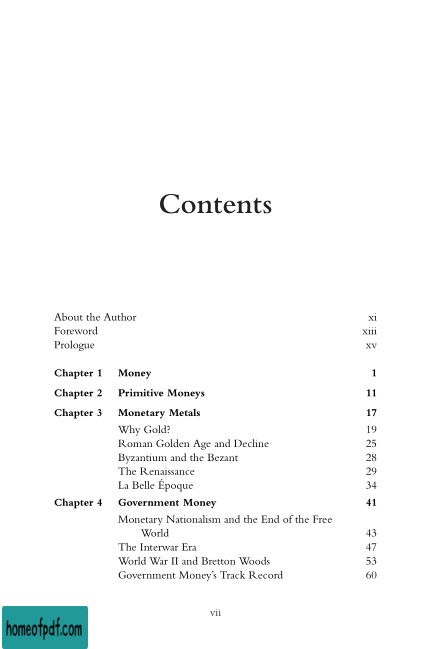 Contents
About the Author xi
Foreword xiii
Prologue xv
Chapter 1 Money 1
Chapter 2 Primitive Moneys 11
Chapter 3 Monetary Metals 17
Why Gold? 19
Roman Golden Age and Decline 25
Byzantium and the Bezant 28
The Renaissance 29
La Belle Époque 34
Chapter 4 Government Money 41
Monetary Nationalism and the End of the Free
World 43
The Interwar Era 47
World War II and Bretton Woods 53
Government Money's Track Record 60
vii
homeofpdf.com